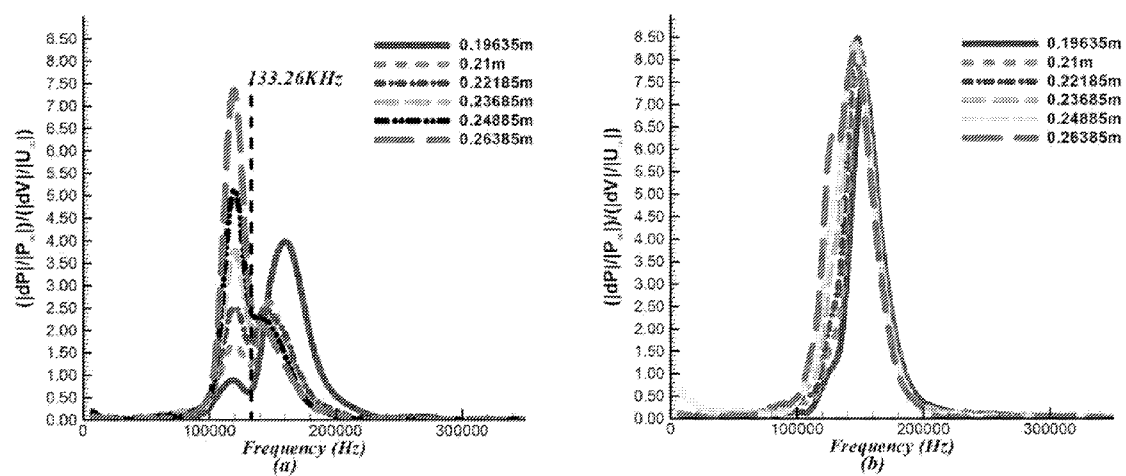 8.50
8.00
7.50
7.00
6.50
6.00
5.50
5.00
4.50
4.00
3.50
3.00
2.50
2.00
1.50
1.00
0.50
0.00
(|dP|/|P∞|)/(|dV|/|U∞|)
0.19635m
0.21m
0.22185m
0.23685m
0.24885m
0.26385m
133.26KHz
0 100000 200000 300000
Frequency (Hz)
(a)
8.50
8.00
7.50
7.00
6.50
6.00
5.50
5.00
4.50
4.00
3.50
3.00
2.50
2.00
1.50
1.00
0.50
0.00
(|dP|/|P∞|)/(|dV|/|U∞|)
0.19635m
0.21m
0.22185m
0.23685m
0.24885m
0.26385m
0 100000 200000 300000
Frequency (Hz)
(b)